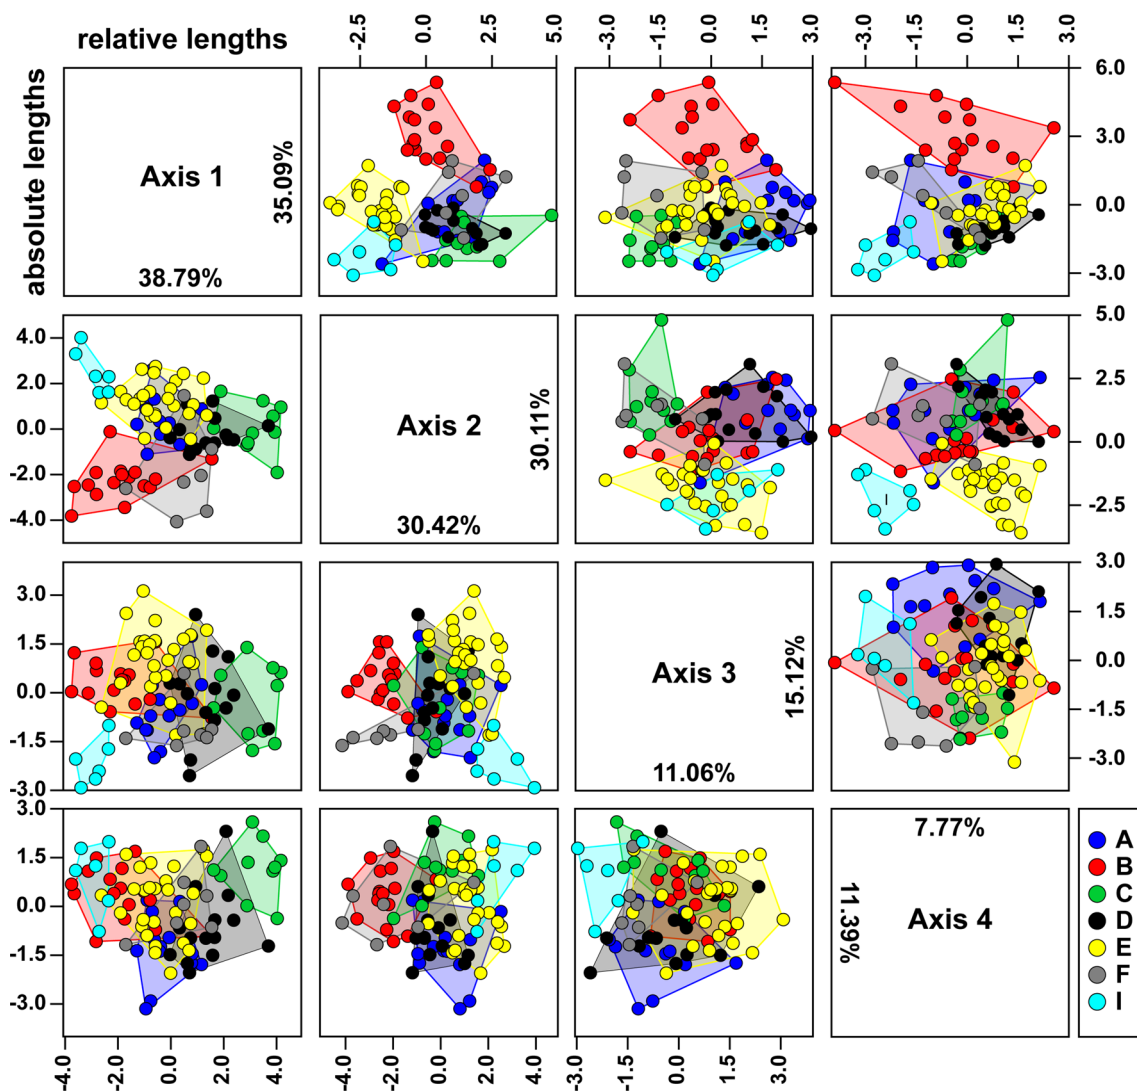 relative lengths
absolute lengths
-2.5 0.0 2.5 5.0
-3.0 -1.5 0.0 1.5 3.0
-3.0 -1.5 0.0 1.5 3.0
Axis 1
35.09%
38.79%
6.0
3.0
0.0
-3.0
4.0
2.0
0.0
-2.0
-4.0
Axis 2
30.11%
30.42%
I
5.0
2.5
0.0
-2.5
3.0
1.5
0.0
-1.5
-3.0
Axis 3
15.12%
11.06%
3.0
1.5
0.0
-1.5
-3.0
1.5
0.0
-1.5
-3.0
7.77%
11.39%
Axis 4
A
B
C
D
E
F
I
-4.0 -2.0 0.0 2.0 4.0
-4.0 -2.0 0.0 2.0 4.0
-3.0 -1.5 0.0 1.5 3.0